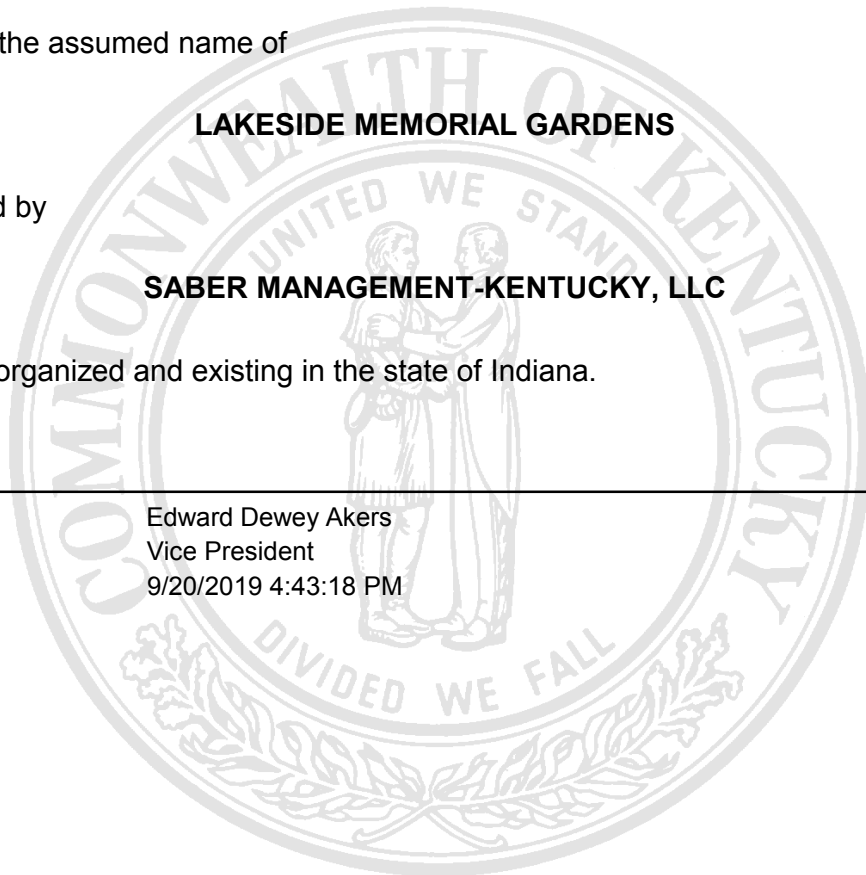 the assumed name of
LAKESIDE MEMORIAL GARDENS
d by
SABER MANAGEMENT-KENTUCKY, LLC
organized and existing in the state of Indiana.
Edward Dewey Akers
Vice President
9/20/2019 4:43:18 PM
COMMONWEALTH OF KENTUCKY
UNITED WE STAND
DIVIDED WE FALL